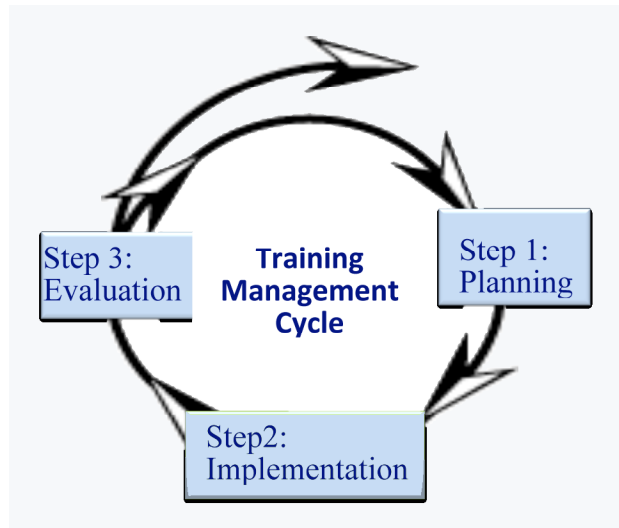 Training
Management
Cycle
Step 1:
Planning
Step2:
Implementation
Step 3:
Evaluation